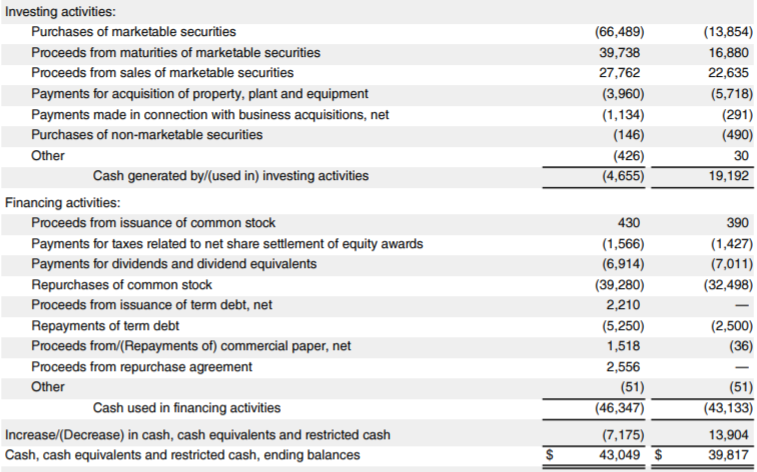 Investing activities:
Purchases of marketable securities (66,489) (13,854)
Proceeds from maturities of marketable securities 39,738 16,880
Proceeds from sales of marketable securities 27,762 22,635
Payments for acquisition of property, plant and equipment (3,960) (5,718)
Payments made in connection with business acquisitions, net (1,134) (291)
Purchases of non-marketable securities (146) (490)
Other (426) 30
Cash generated by/(used in) investing activities (4,655) 19,192
Financing activities:
Proceeds from issuance of common stock 430 390
Payments for taxes related to net share settlement of equity awards (1,566) (1,427)
Payments for dividends and dividend equivalents (6,914) (7,011)
Repurchases of common stock (39,280) (32,498)
Proceeds from issuance of term debt, net 2,210 —
Repayments of term debt (5,250) (2,500)
Proceeds from/(Repayments of) commercial paper, net 1,518 (36)
Proceeds from repurchase agreement 2,556 —
Other (51) (51)
Cash used in financing activities (46,347) (43,133)
Increase/(Decrease) in cash, cash equivalents and restricted cash (7,175) 13,904
Cash, cash equivalents and restricted cash, ending balances $ 43,049 $ 39,817